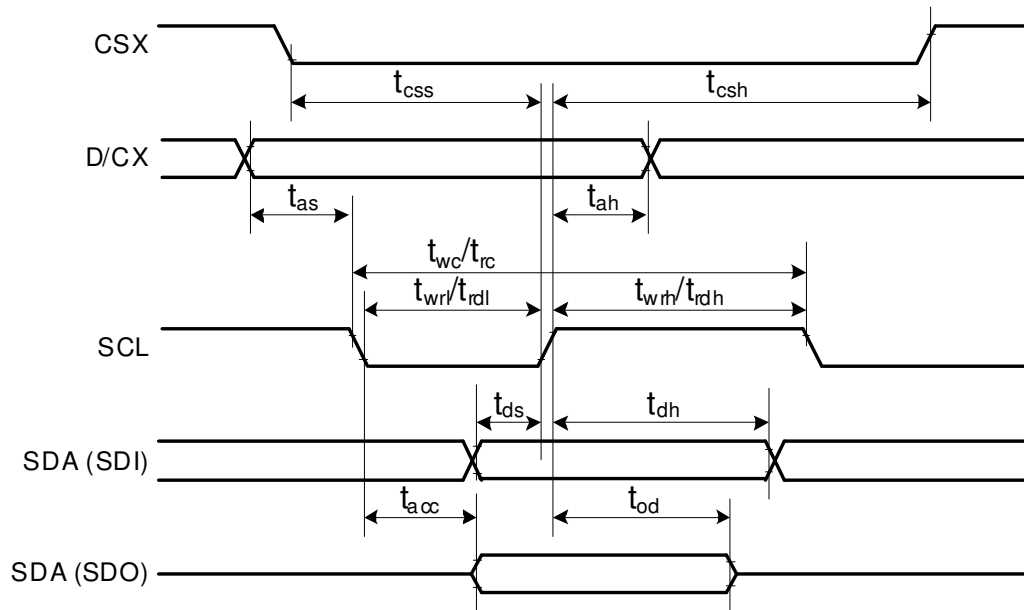 CSX
tcss
tcsh
D/CX
tas
tah
twc/trc
twrl/trdl
twrh/trdh
SCL
tds
tdh
SDA (SDI)
tacc
tod
SDA (SDO)